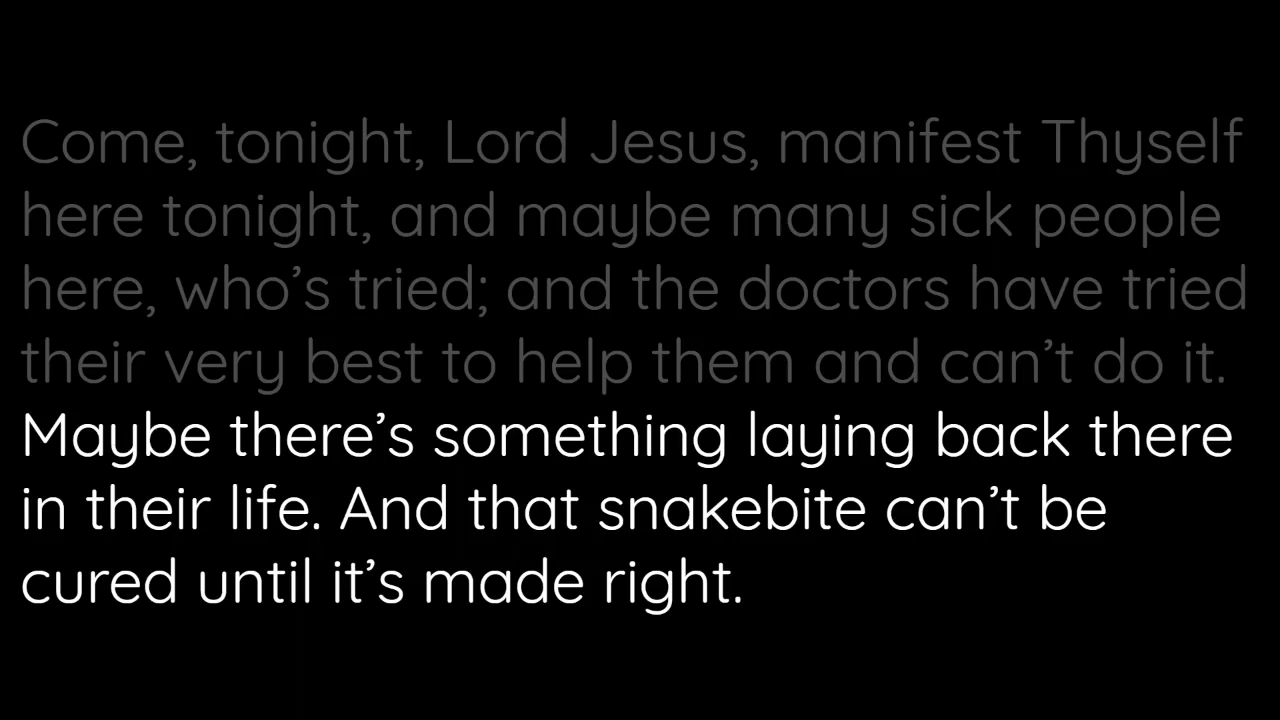 Come, tonight, Lord Jesus, manifest Thyself
here tonight, and maybe many sick people
here, who’s tried; and the doctors have tried
their very best to help them and can’t do it.
Maybe there’s something laying back there
in their life. And that snakebite can’t be
cured until it’s made right.